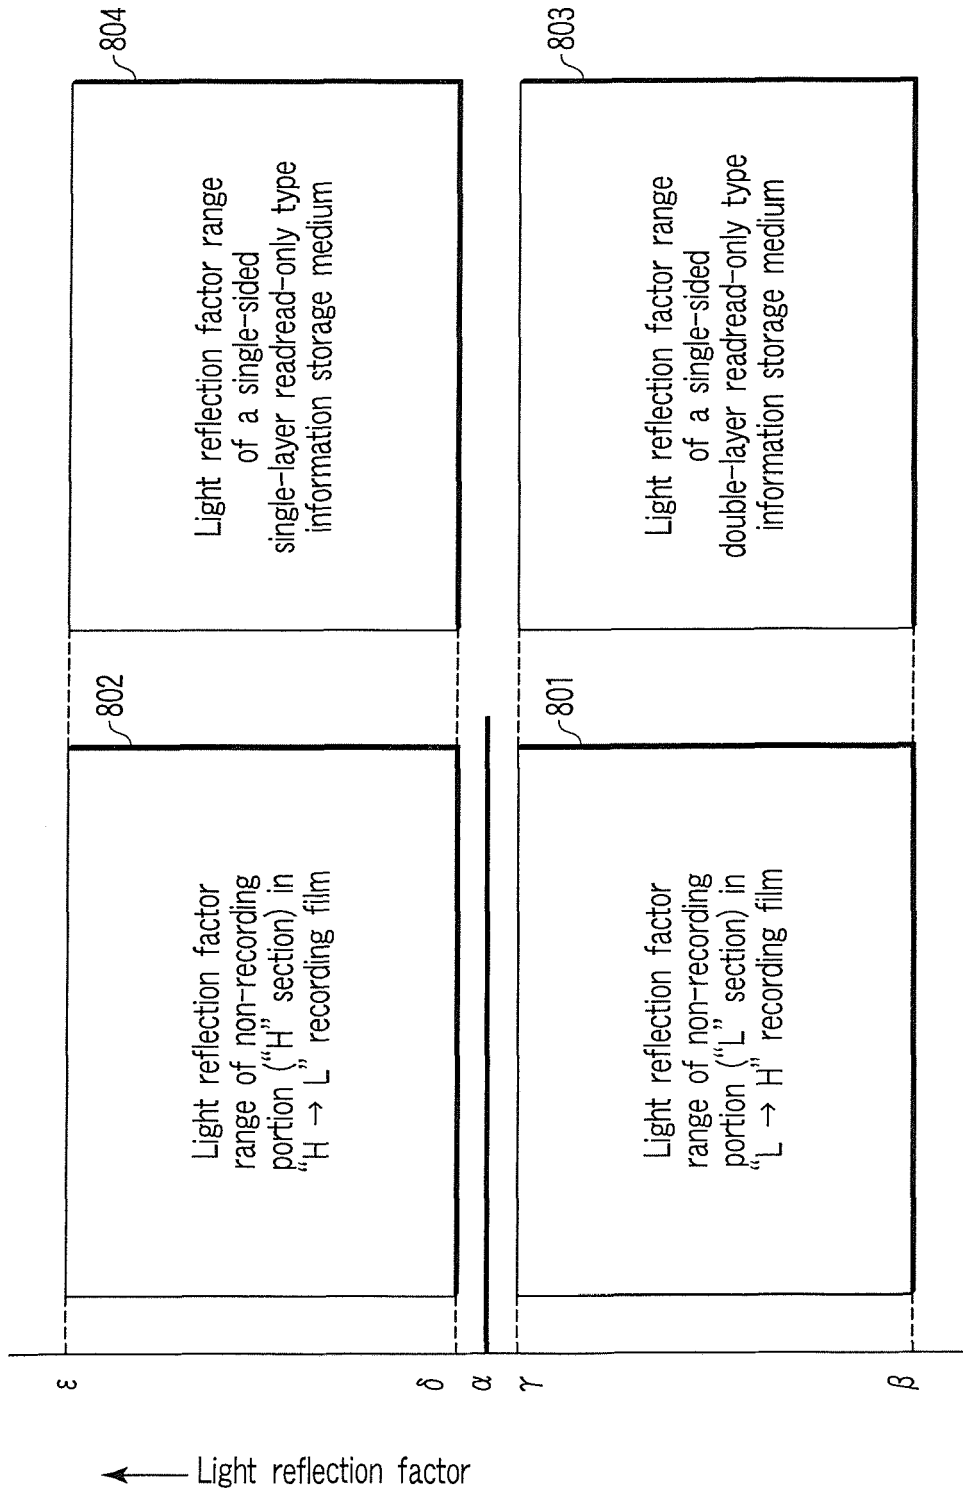 804
Light reflection factor range
of a single-sided
single-layer readread-only type
information storage medium
803
Light reflection factor range
of a single-sided
double-layer readread-only type
information storage medium
802
Light reflection factor
range of non-recording
portion (“H” section) in
“H → L” recording film
801
Light reflection factor
range of non-recording
portion (“L” section) in
“L → H” recording film
ε
δ
α
γ
β
← Light reflection factor